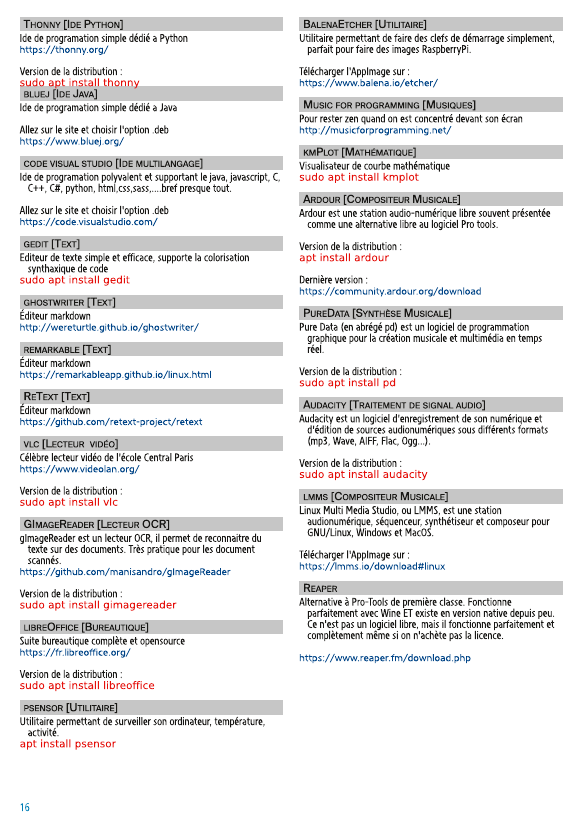 THONNY [IDE PYTHON]
Ide de programation simple dédié a Python
https://thonny.org/
Version de la distribution :
sudo apt install thonny
BLUEJ [IDE JAVA]
Ide de programation simple dédié a Java
Allez sur le site et choisir l'option .deb
https://www.bluej.org/
CODE VISUAL STUDIO [IDE MULTILANGAGE]
Ide de programation polyvalent et supportant le java, javascript, C,
C++, C#, python, html,css,sass,....bref presque tout.
Allez sur le site et choisir l'option .deb
https://code.visualstudio.com/
GEDIT [TEXT]
Editeur de texte simple et efficace, supporte la colorisation
synthaxique de code
sudo apt install gedit
GHOSTWRITER [TEXT]
Éditeur markdown
http://wereturtle.github.io/ghostwriter/
REMARKABLE [TEXT]
Éditeur markdown
https://remarkableapp.github.io/linux.html
RETEXT [TEXT]
Éditeur markdown
https://github.com/retext-project/retext
VLC [LECTEUR VIDÉO]
Célèbre lecteur vidéo de l'école Central Paris
https://www.videolan.org/
Version de la distribution :
sudo apt install vlc
GIMAGEREADER [LECTEUR OCR]
gImageReader est un lecteur OCR, il permet de reconnaitre du
texte sur des documents. Très pratique pour les document
scannés.
https://github.com/manisandro/gImageReader
Version de la distribution :
sudo apt install gimagereader
LIBREOFFICE [BUREAUTIQUE]
Suite bureautique complète et opensource
https://fr.libreoffice.org/
Version de la distribution :
sudo apt install libreoffice
PSENSOR [UTILITAIRE]
Utilitaire permettant de surveiller son ordinateur, température,
activité.
apt install psensor
BALENAETCHER [UTILITAIRE]
Utilitaire permettant de faire des clefs de démarrage simplement,
parfait pour faire des images RaspberryPi.
Télécharger l'AppImage sur :
https://www.balena.io/etcher/
MUSIC FOR PROGRAMMING [MUSIQUES]
Pour rester zen quand on est concentré devant son écran
http://musicforprogramming.net/
KMPLOT [MATHÉMATIQUE]
Visualisateur de courbe mathématique
sudo apt install kmplot
ARDOUR [COMPOSITEUR MUSICALE]
Ardour est une station audio-numérique libre souvent présentée
comme une alternative libre au logiciel Pro tools.
Version de la distribution :
apt install ardour
Dernière version :
https://community.ardour.org/download
PUREDATA [SYNTHÈSE MUSICALE]
Pure Data (en abrégé pd) est un logiciel de programmation
graphique pour la création musicale et multimédia en temps
réel.
Version de la distribution :
sudo apt install pd
AUDACITY [TRAITEMENT DE SIGNAL AUDIO]
Audacity est un logiciel d'enregistrement de son numérique et
d'édition de sources audionumériques sous différents formats
(mp3, Wave, AIFF, Flac, Ogg...).
Version de la distribution :
sudo apt install audacity
LMMS [COMPOSITEUR MUSICALE]
Linux Multi Media Studio, ou LMMS, est une station
audionumérique, séquenceur, synthétiseur et composeur pour
GNU/Linux, Windows et MacOS.
Télécharger l'AppImage sur :
https://lmms.io/download#linux
REAPER
Alternative à Pro-Tools de première classe. Fonctionne
parfaitement avec Wine ET existe en version native depuis peu.
Ce n'est pas un logiciel libre, mais il fonctionne parfaitement et
complètement même si on n'achète pas la licence.
https://www.reaper.fm/download.php
16